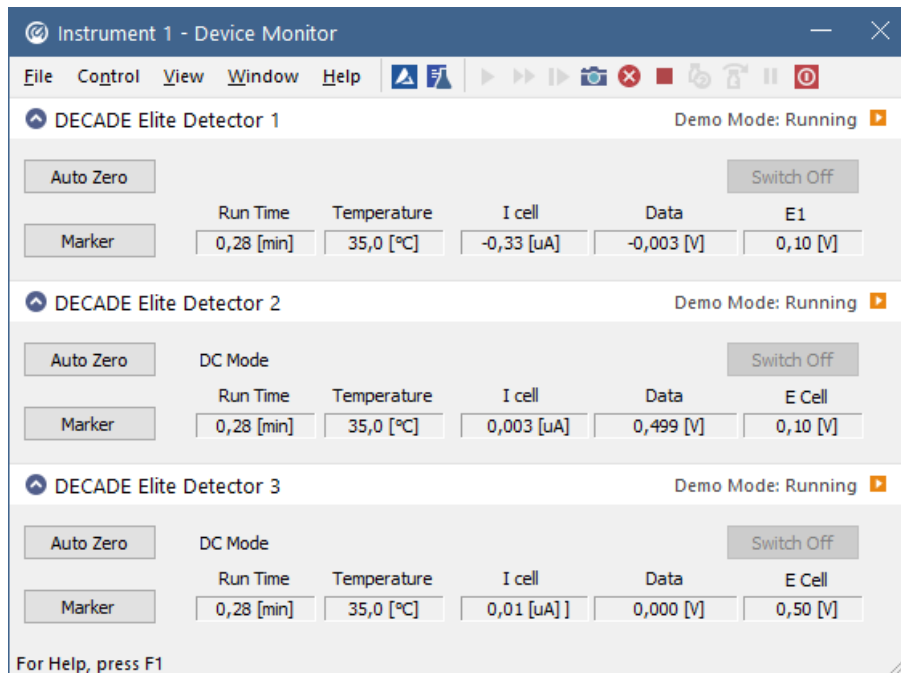 Instrument 1 - Device Monitor
File Control View Window Help
DECADE Elite Detector 1 Demo Mode: Running
Auto Zero Switch Off
Run Time Temperature I cell Data E1
Marker 0,28 [min] 35,0 [°C] -0,33 [uA] -0,003 [V] 0,10 [V]
DECADE Elite Detector 2 Demo Mode: Running
Auto Zero DC Mode Switch Off
Run Time Temperature I cell Data E Cell
Marker 0,28 [min] 35,0 [°C] 0,003 [uA] 0,499 [V] 0,10 [V]
DECADE Elite Detector 3 Demo Mode: Running
Auto Zero DC Mode Switch Off
Run Time Temperature I cell Data E Cell
Marker 0,28 [min] 35,0 [°C] 0,01 [uA] ] 0,000 [V] 0,50 [V]
For Help, press F1